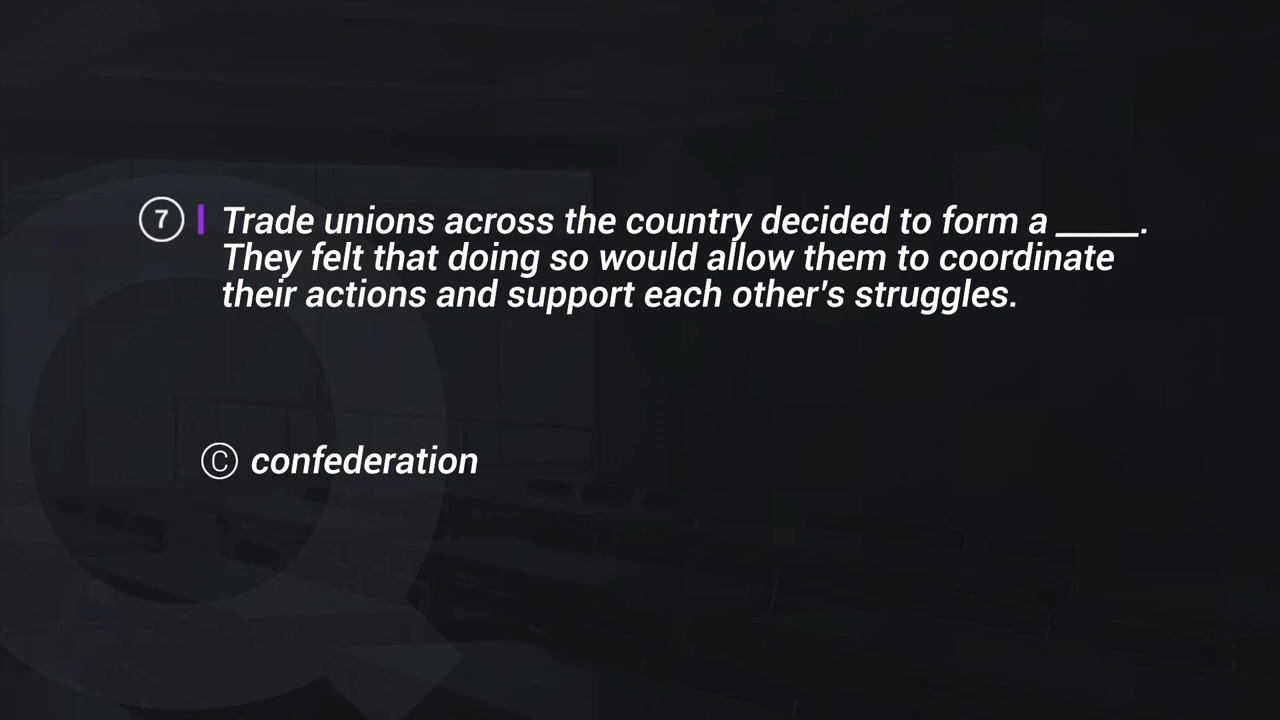 7 Trade unions across the country decided to form a _____.
They felt that doing so would allow them to coordinate
their actions and support each other's struggles.
C confederation